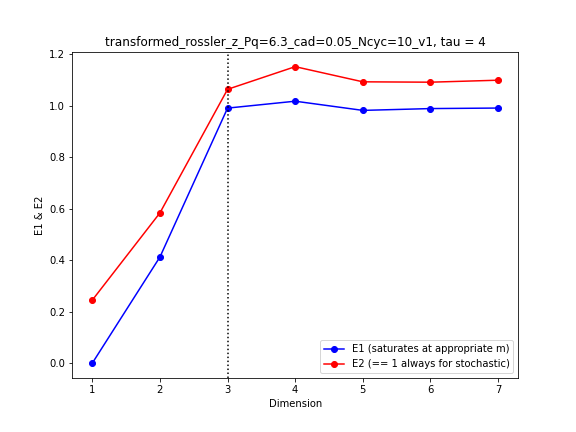 transformed_rossler_z_Pq=6.3_cad=0.05_Ncyc=10_v1, tau = 4
1.2
1.0
0.8
0.6
0.4
0.2
0.0
E1 & E2
E1 (saturates at appropriate m)
E2 (== 1 always for stochastic)
1 2 3 4 5 6 7
Dimension